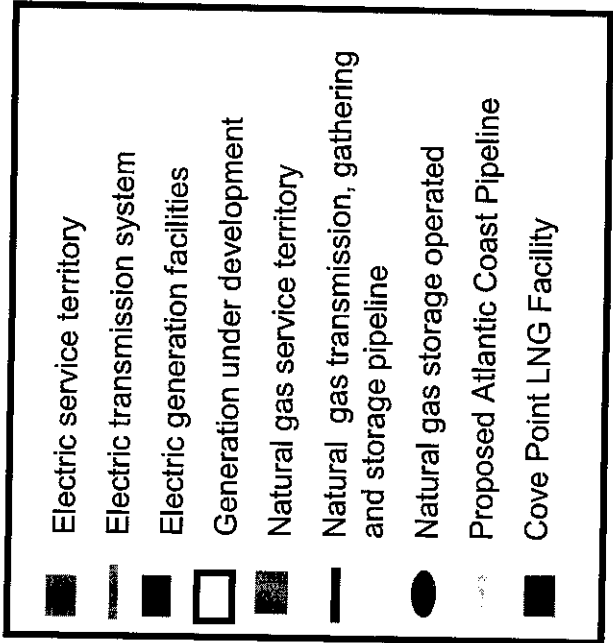 Electric service territory
Electric transmission system
Electric generation facilities
Generation under development
Natural gas service territory
Natural  gas transmission, gathering
and storage pipeline
Natural gas storage operated
Proposed Atlantic Coast Pipeline
Cove Point LNG Facility